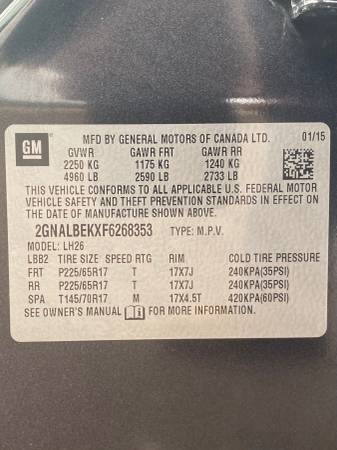 GM
MFD BY GENERAL MOTORS OF CANADA LTD. 01/15
GVWR GAWR FRT GAWR RR
2250 KG 1175 KG 1240 KG
4960 LB 2590 LB 2733 LB
THIS VEHICLE CONFORMS TO ALL APPLICABLE U.S. FEDERAL MOTOR
VEHICLE SAFETY AND THEFT PREVENTION STANDARDS IN
EFFECT ON THE DATE OF MANUFACTURE SHOWN ABOVE.
2GNALBEKXF6268353 TYPE: M.P.V.
MODEL: LH26
LBB2 TIRE SIZE SPEED RTG RIM COLD TIRE PRESSURE
FRT P225/65R17 T 17X7J 240KPA(35PSI)
RR P225/65R17 T 17X7J 240KPA(35PSI)
SPA T145/70R17 M 17X4.5T 420KPA(60PSI)
SEE OWNER'S MANUAL FOR MORE INFORMATION.